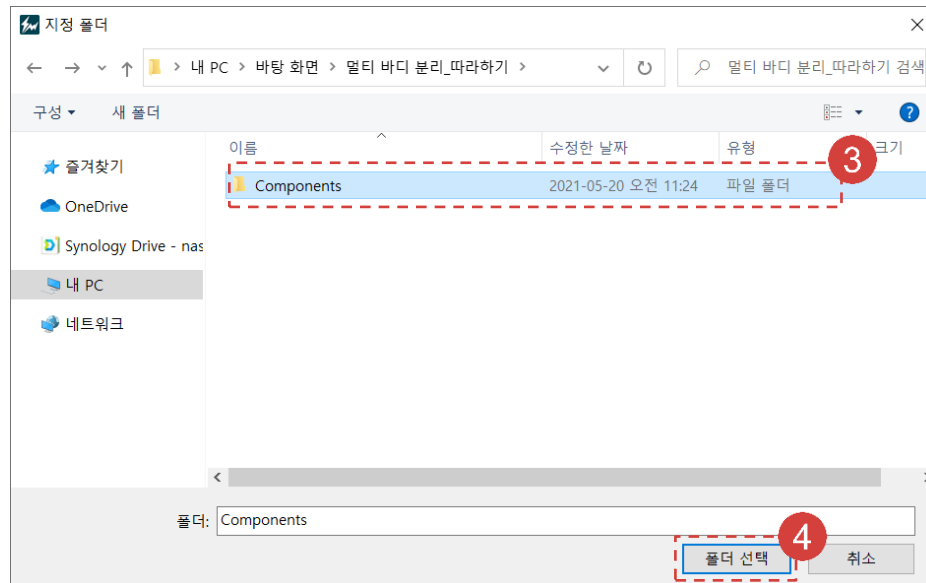 지정 폴더
내 PC > 바탕 화면 > 멀티 바디 분리_따라하기 >
멀티 바디 분리_따라하기 검색
구성
새 폴더
?
이름
수정한 날짜
유형
크기
3
즐겨찾기
Components
2021-05-20 오전 11:24
파일 폴더
OneDrive
Synology Drive - nas
내 PC
네트워크
폴더:
Components
4
폴더 선택
취소